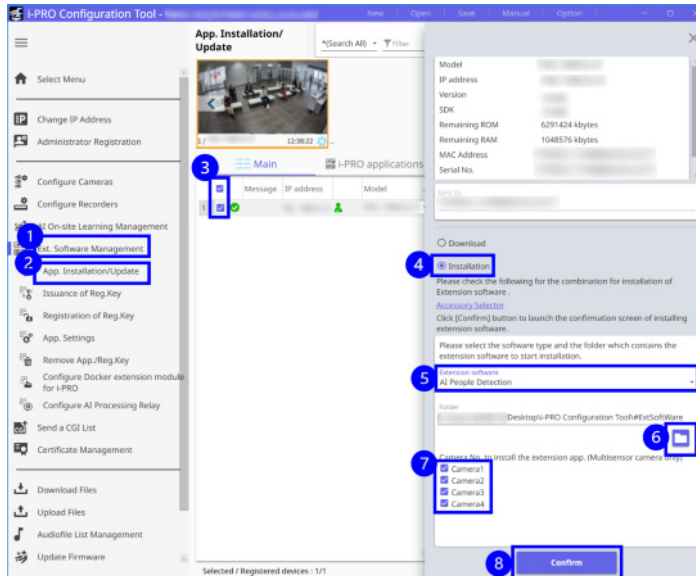 i-PRO Configuration Tool -
New
Open
Save
Manual
Option
Select Menu
Change IP Address
Administrator Registration
Configure Cameras
Configure Recorders
AI On-site Learning Management
1
Ext. Software Management
2
App. Installation/Update
Issuance of Reg.Key
Registration of Reg.Key
App. Settings
Remove App./Reg.Key
Configure Docker extension module
for i-PRO
Configure AI Processing Relay
Send a CGI List
Certificate Management
Download Files
Upload Files
Audiofile List Management
Update Firmware
App. Installation/
Update
*(Search All)
Filter
1/
12:38:22
3
Main
i-PRO applications
Message
IP address
Model
1
Selected / Registered devices : 1/1
Model
IP address
Version
SDK
Remaining ROM
6291424 kbytes
Remaining RAM
1048576 kbytes
MAC Address
Serial No.
MPR ID
Download
4
Installation
Please check the following for the combination for installation of
Extension software .
Accessory Selector
Click [Confirm] button to launch the confirmation screen of installing
extension software.
Please select the software type and the folder which contains the
extension software to start installation.
5
Extension software
AI People Detection
Folder
Desktop\i-PRO Configuration Tool\#ExtSoftWare
6
Camera No. to install the extension app. (Multisensor camera only)
7
Camera1
Camera2
Camera3
Camera4
8
Confirm